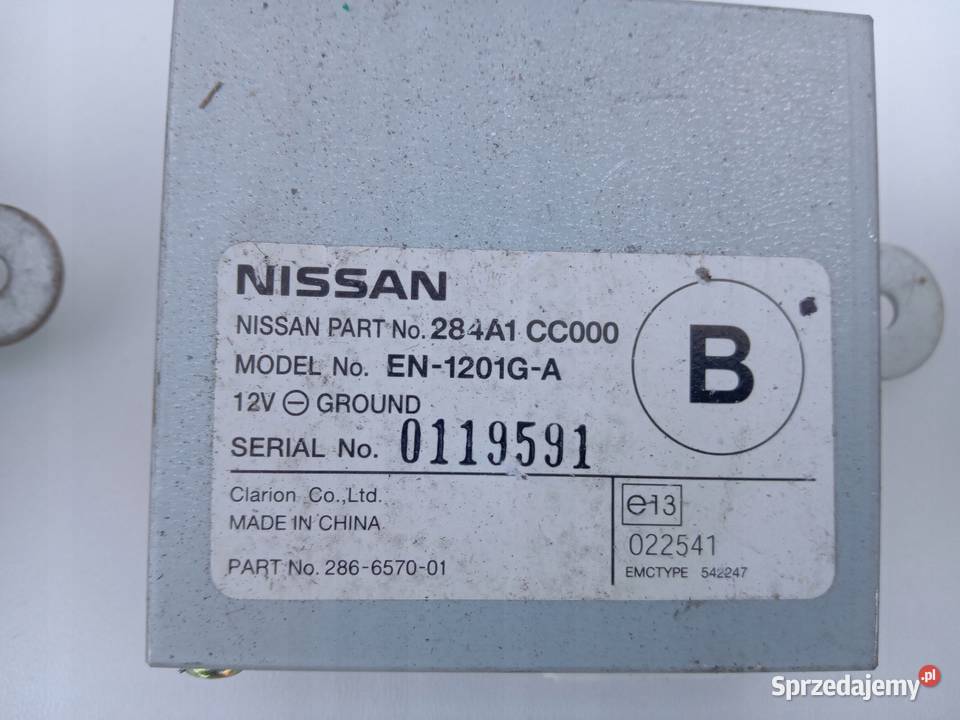 NISSAN
NISSAN PART No. 284A1 CC000
MODEL No. EN-1201G-A
12V ⊖ GROUND
SERIAL No. 0119591
B
Clarion Co.,Ltd.
MADE IN CHINA
PART No. 286-6570-01
e13
022541
EMCTYPE 542247
Sprzedajemy.pl